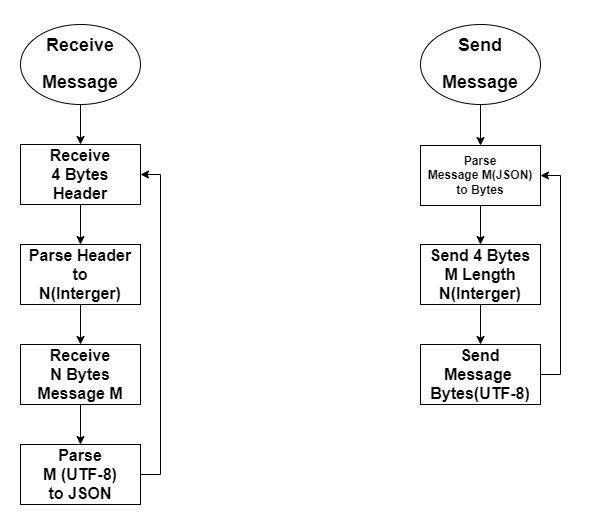 Receive
Message
Receive
4 Bytes
Header
Parse Header
to
N(Interger)
Receive
N Bytes
Message M
Parse
M (UTF-8)
to JSON
Send
Message
Parse
Message M(JSON)
to Bytes
Send 4 Bytes
M Length
N(Interger)
Send
Message
Bytes(UTF-8)